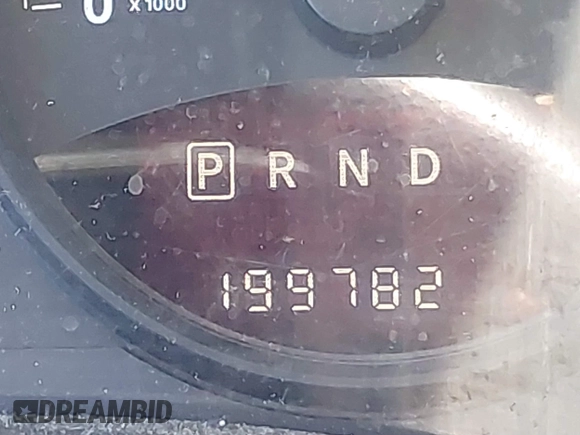 0 x1000
P R N D
199782
DREAMBID